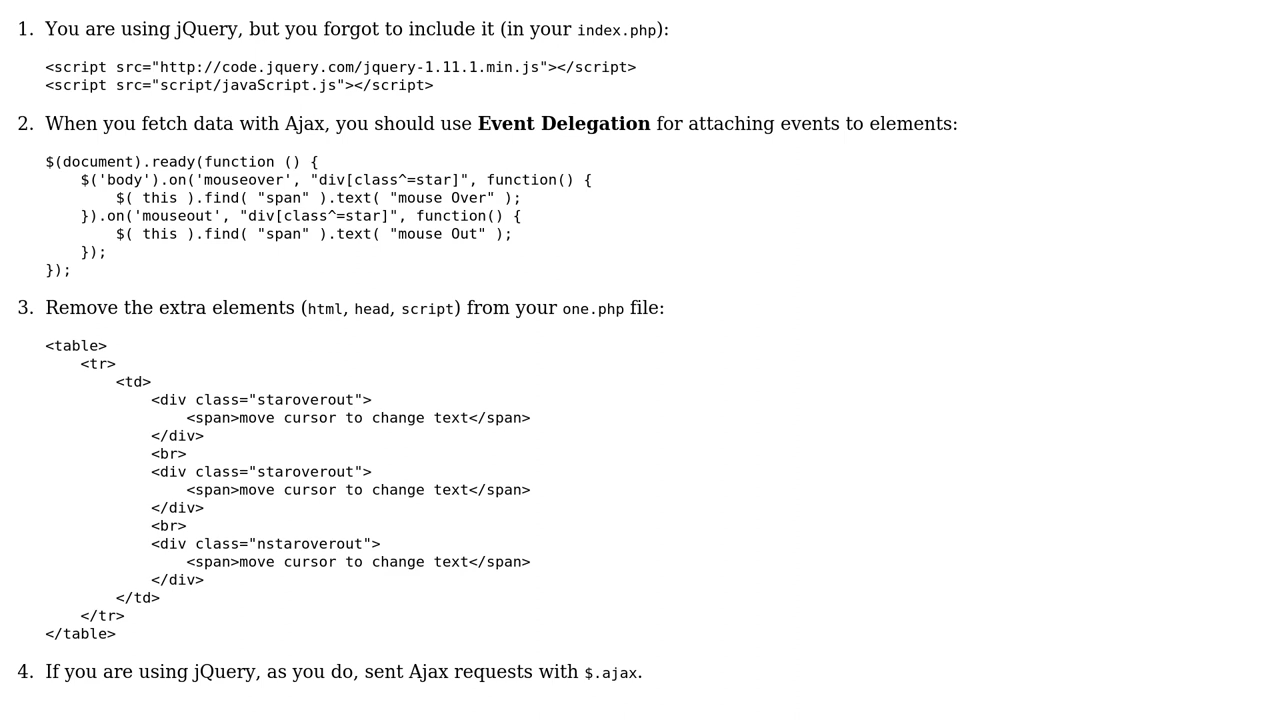 1. You are using jQuery, but you forgot to include it (in your index.php):
<script src="http://code.jquery.com/jquery-1.11.1.min.js"></script>
<script src="script/javaScript.js"></script>
2. When you fetch data with Ajax, you should use Event Delegation for attaching events to elements:
$(document).ready(function () {
    $('body').on('mouseover', "div[class^=star]", function() {
        $( this ).find( "span" ).text( "mouse Over" );
    }).on('mouseout', "div[class^=star]", function() {
        $( this ).find( "span" ).text( "mouse Out" );
    });
});
3. Remove the extra elements (html, head, script) from your one.php file:
<table>
    <tr>
        <td>
            <div class="staroverout">
                <span>move cursor to change text</span>
            </div>
            <br>
            <div class="staroverout">
                <span>move cursor to change text</span>
            </div>
            <br>
            <div class="nstaroverout">
                <span>move cursor to change text</span>
            </div>
        </td>
    </tr>
</table>
4. If you are using jQuery, as you do, sent Ajax requests with $.ajax.